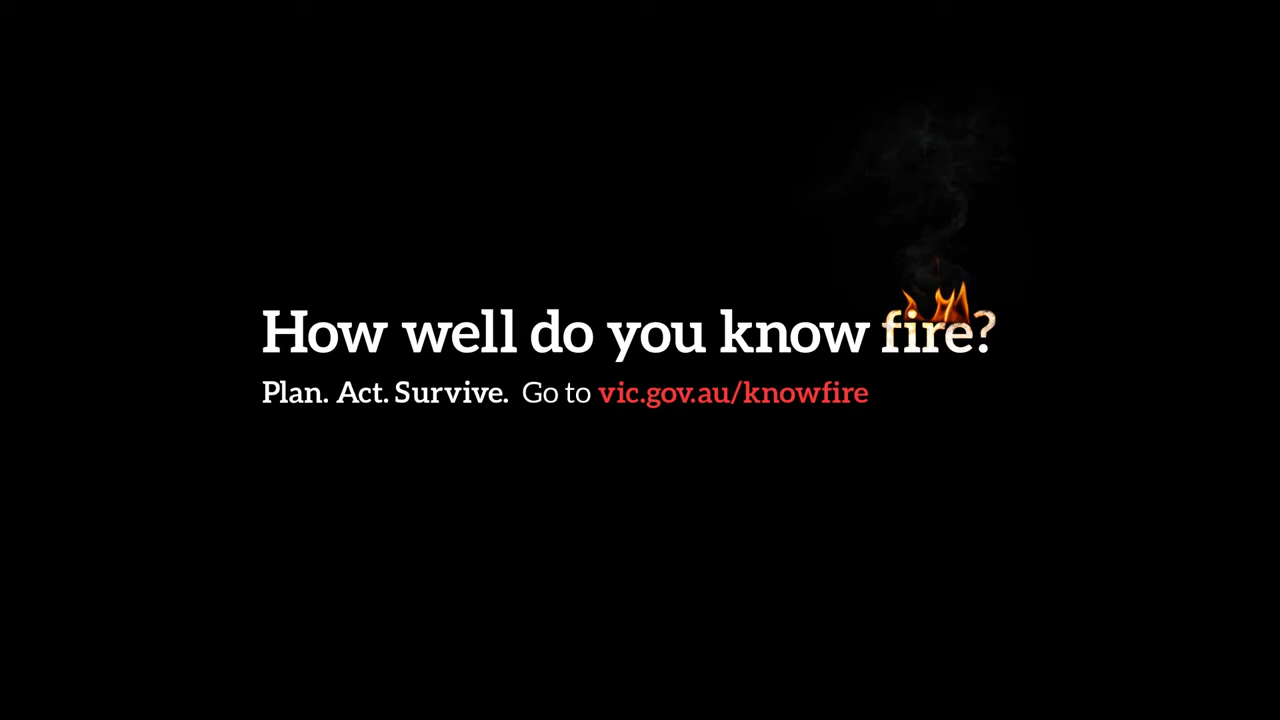 How well do you know fire?
Plan. Act. Survive. Go to vic.gov.au/knowfire